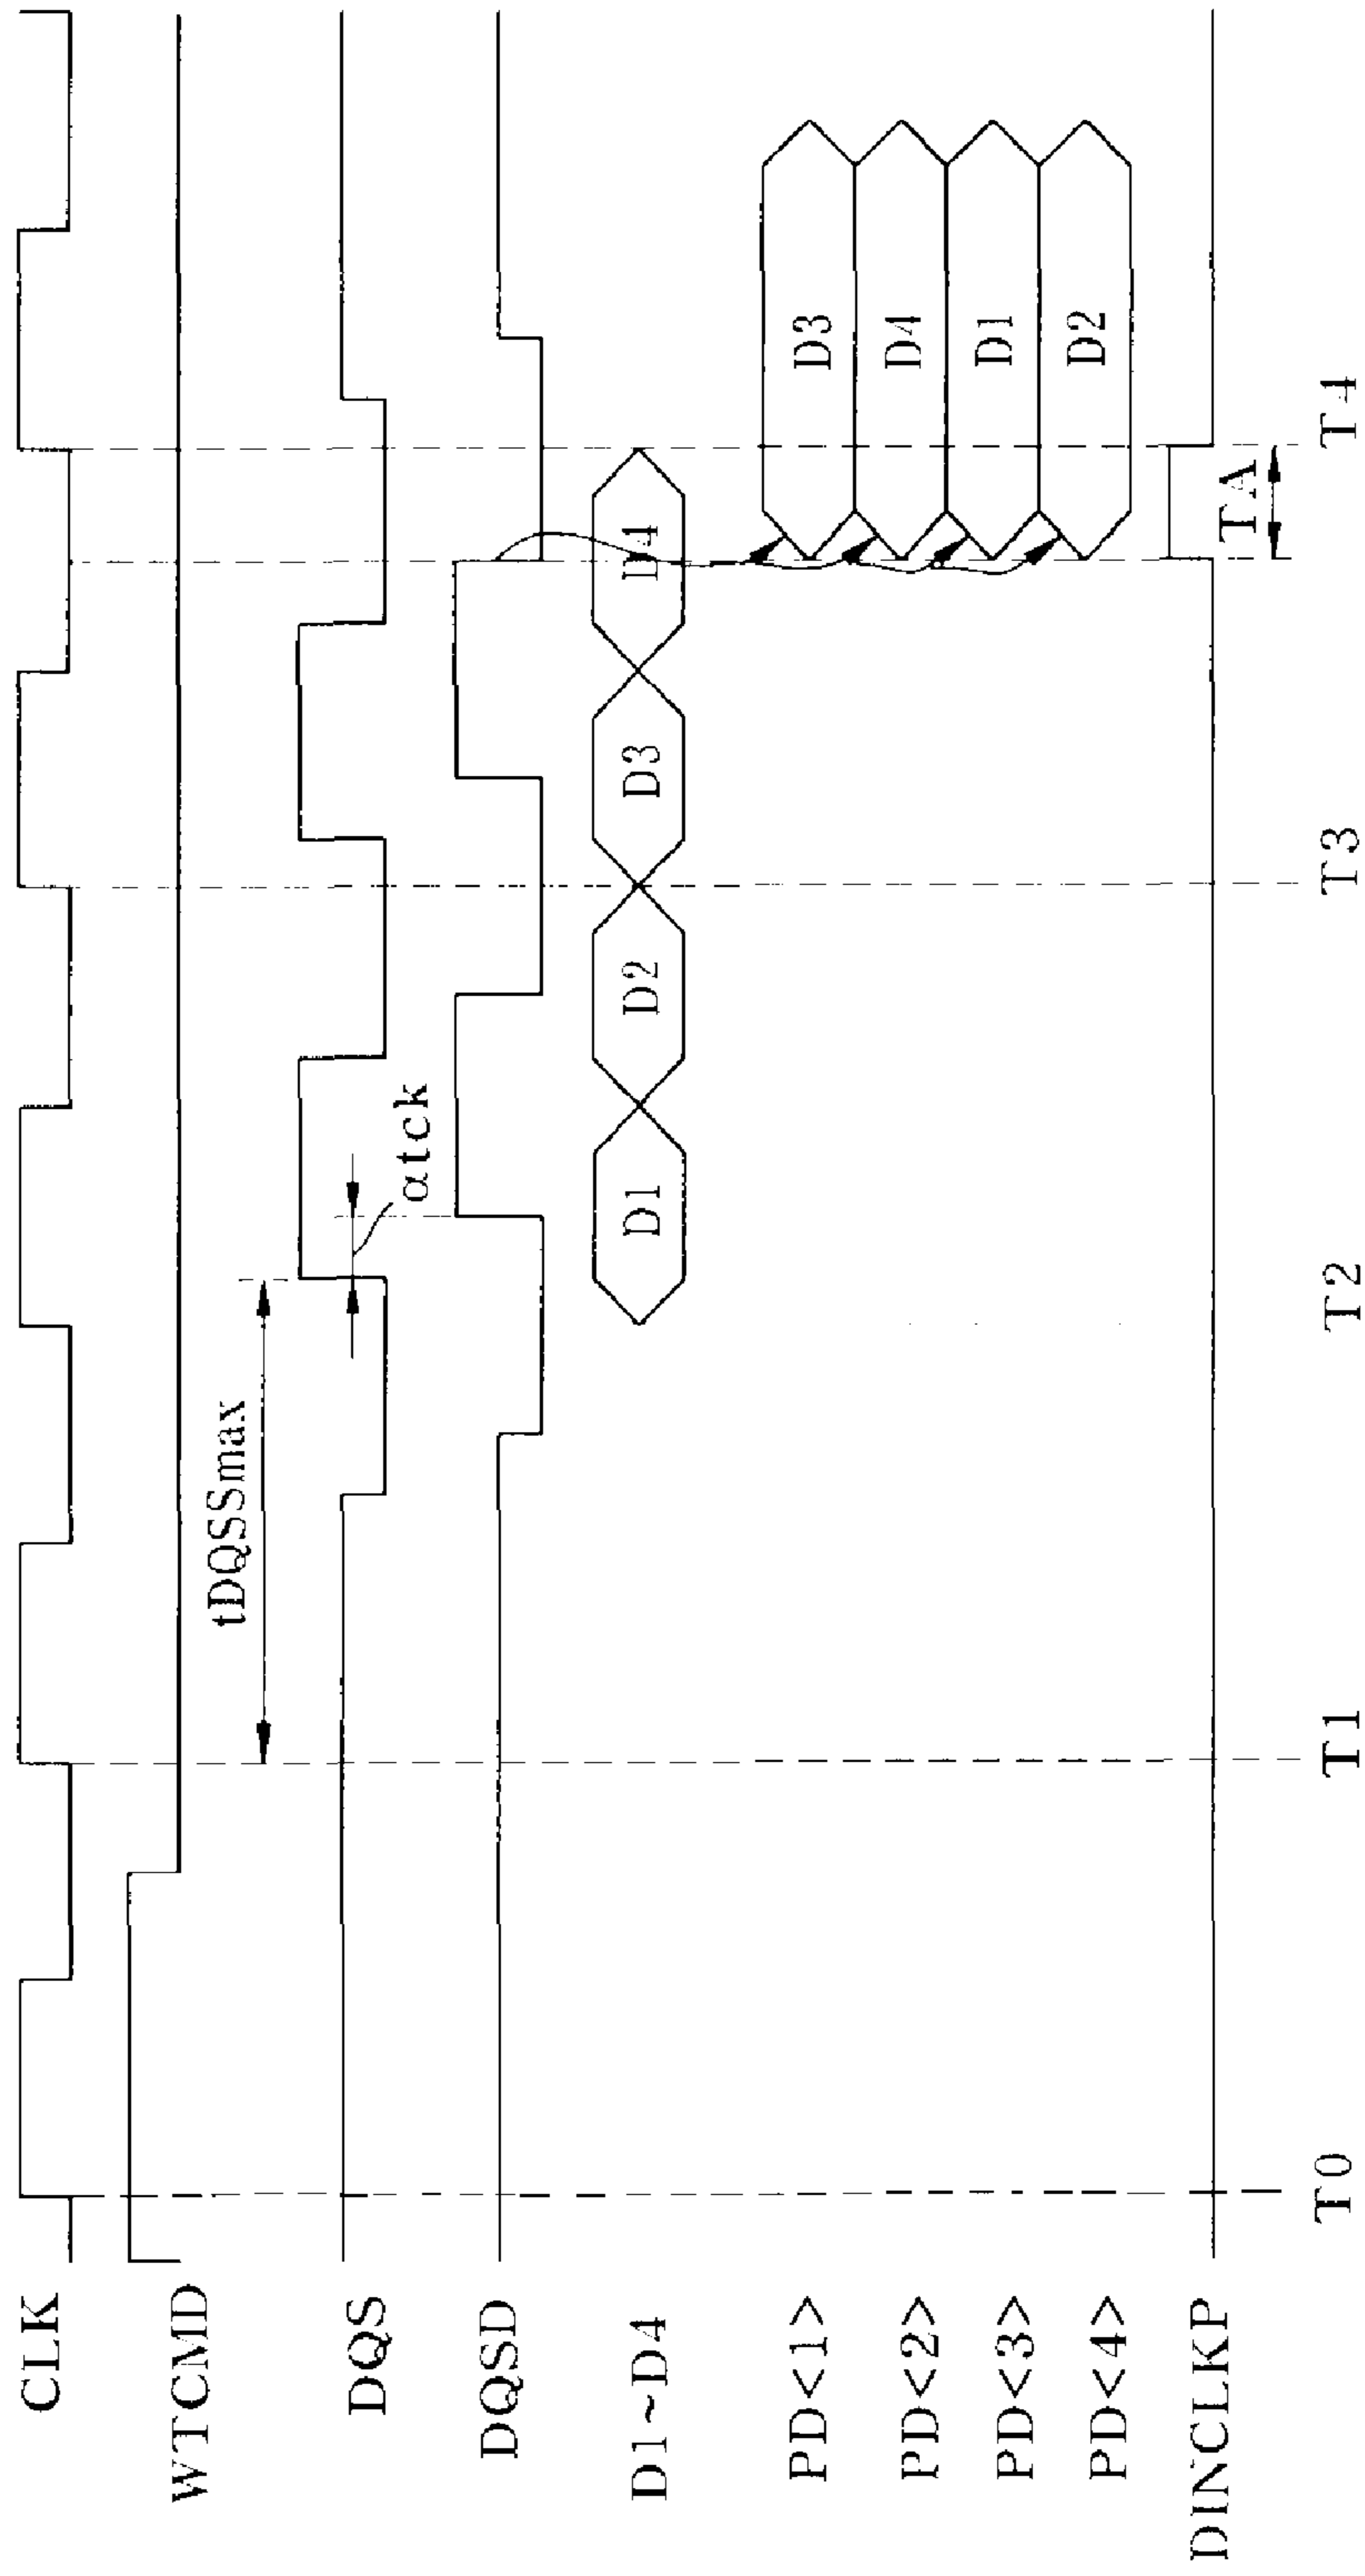 CLK
WTCMD
tDQSSmax
DQS
αtck
DQSD
D1~D4
D1
D2
D3
D4
PD<1>
D3
PD<2>
D4
PD<3>
D1
PD<4>
D2
DINCLKP
TA
T0
T1
T2
T3
T4